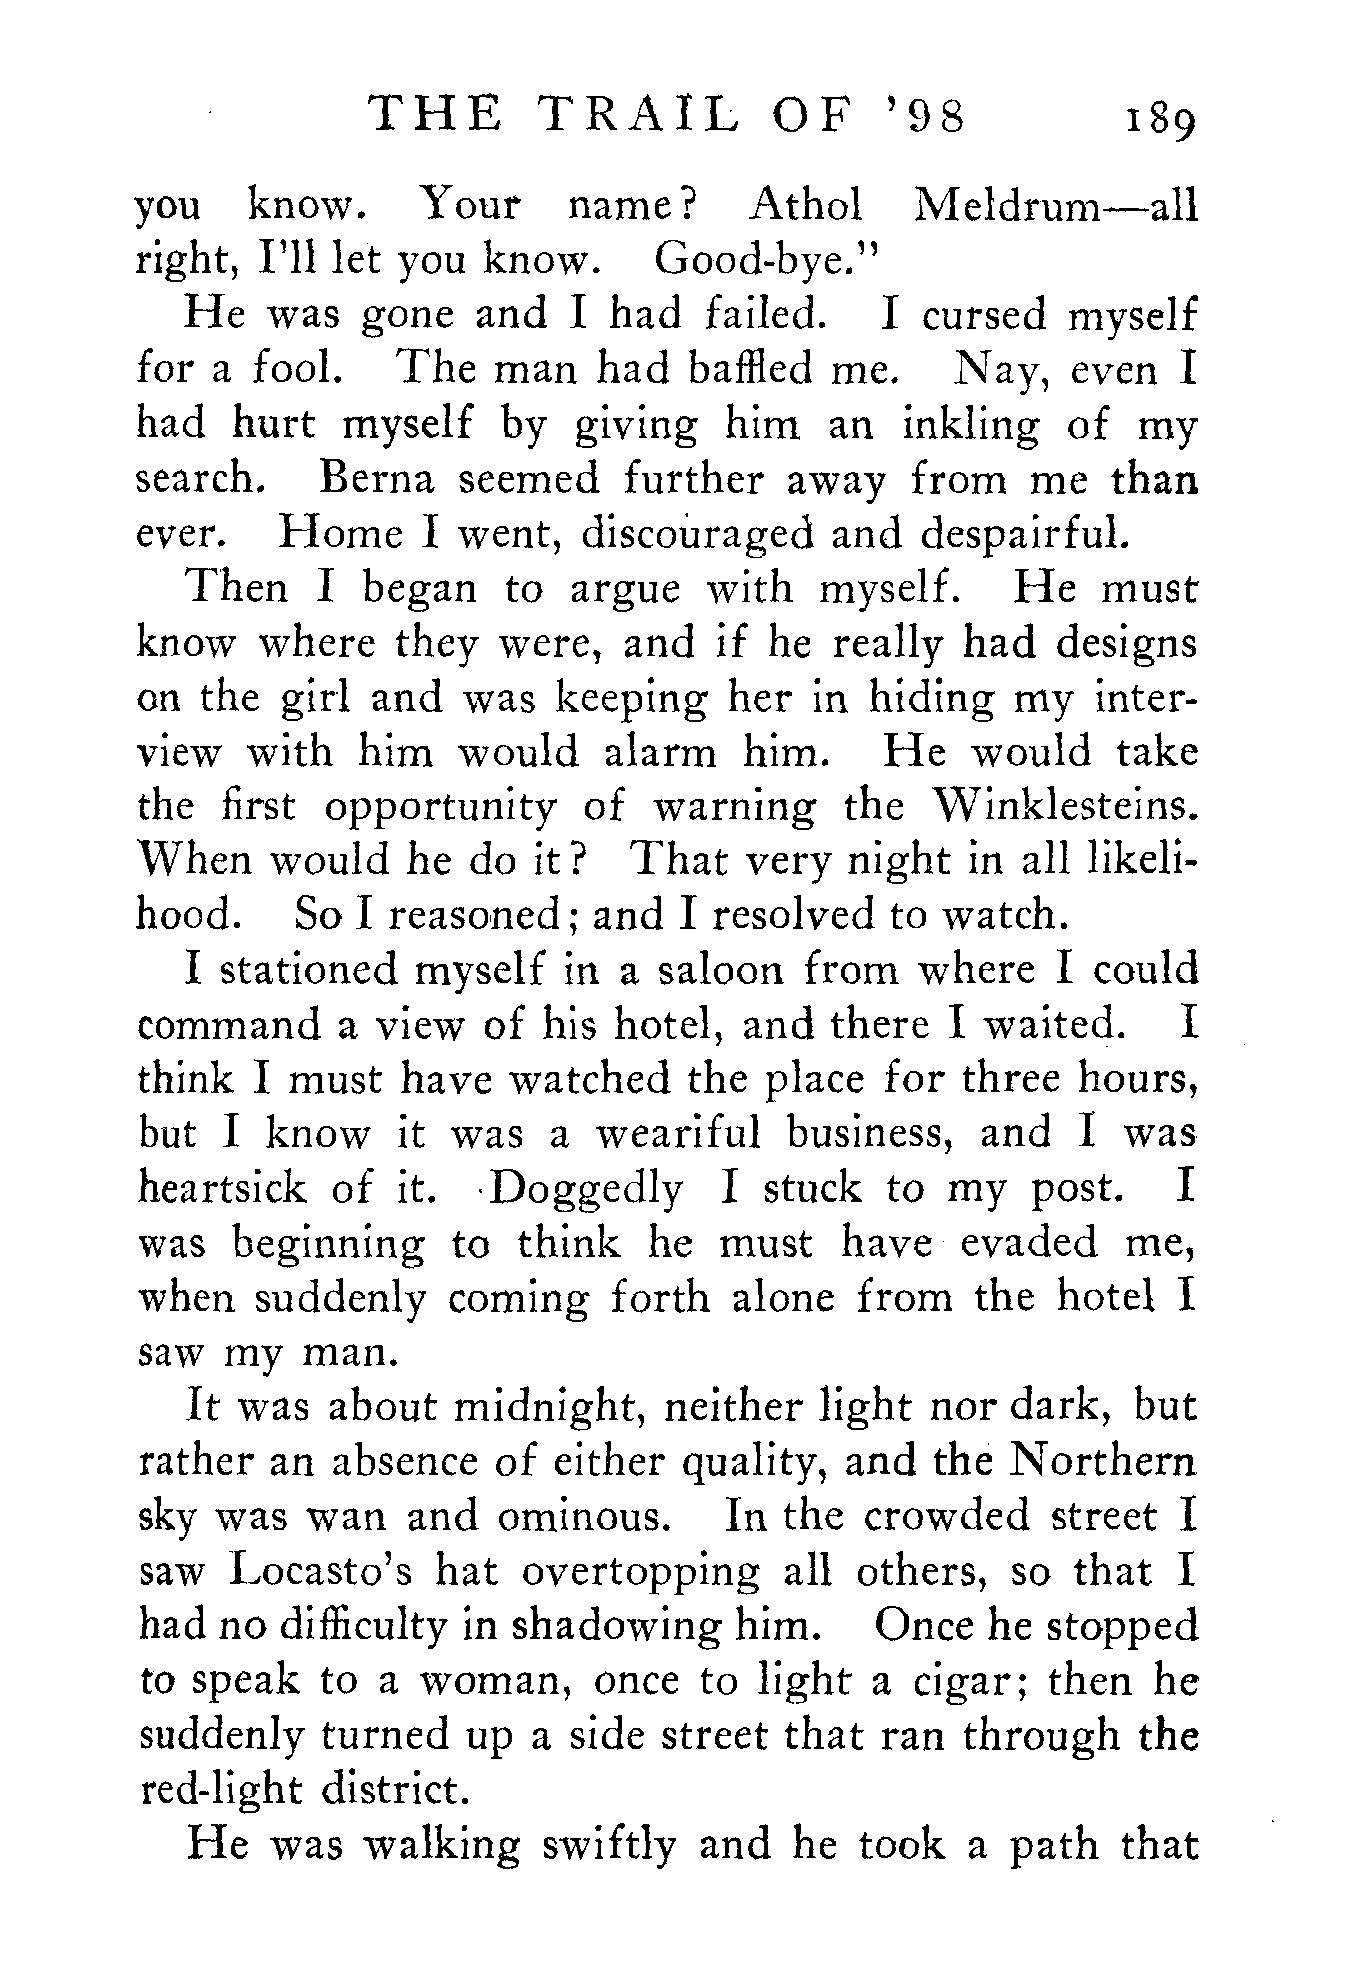 THE TRAIL OF '98 189
you know. Your name? Athol Meldrum—all
right, I'll let you know. Good-bye."
He was gone and I had failed. I cursed myself
for a fool. The man had baffled me. Nay, even I
had hurt myself by giving him an inkling of my
search. Berna seemed further away from me than
ever. Home I went, discouraged and despairful.
Then I began to argue with myself. He must
know where they were, and if he really had designs
on the girl and was keeping her in hiding my inter-
view with him would alarm him. He would take
the first opportunity of warning the Winklesteins.
When would he do it? That very night in all likeli-
hood. So I reasoned; and I resolved to watch.
I stationed myself in a saloon from where I could
command a view of his hotel, and there I waited. I
think I must have watched the place for three hours,
but I know it was a weariful business, and I was
heartsick of it. Doggedly I stuck to my post. I
was beginning to think he must have evaded me,
when suddenly coming forth alone from the hotel I
saw my man.
It was about midnight, neither light nor dark, but
rather an absence of either quality, and the Northern
sky was wan and ominous. In the crowded street I
saw Locasto's hat overtopping all others, so that I
had no difficulty in shadowing him. Once he stopped
to speak to a woman, once to light a cigar; then he
suddenly turned up a side street that ran through the
red-light district.
He was walking swiftly and he took a path that